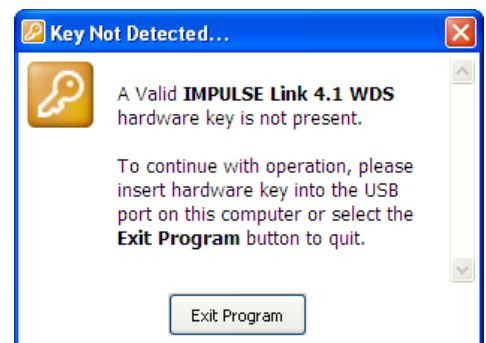 Key Not Detected...
A Valid IMPULSE Link 4.1 WDS
hardware key is not present.
To continue with operation, please
insert hardware key into the USB
port on this computer or select the
Exit Program button to quit.
Exit Program